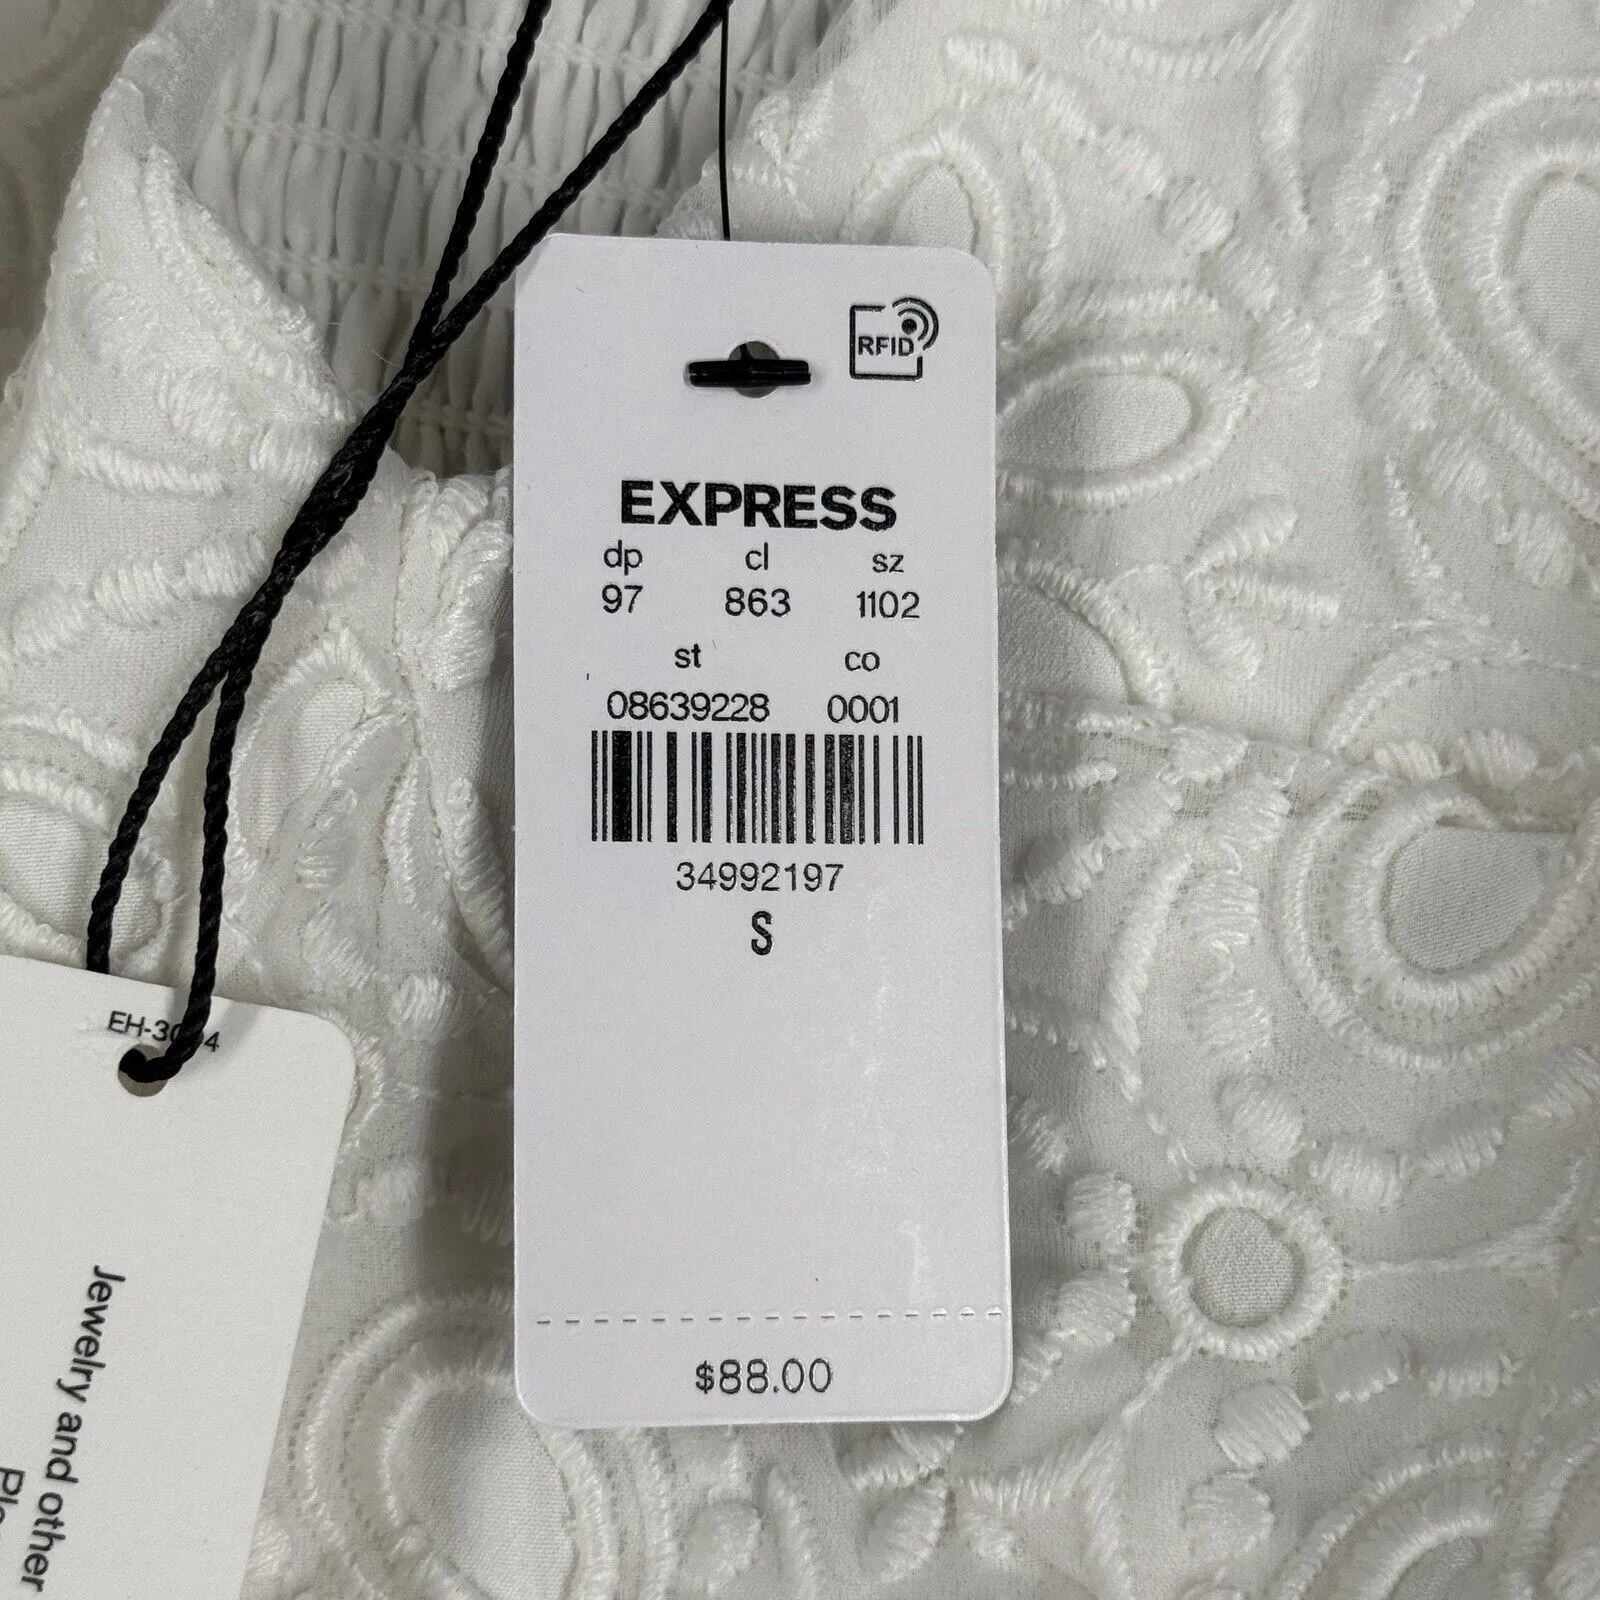 RFID
EXPRESS
dp cl sz
97 863 1102
st co
08639228 0001
34992197
S
$88.00
Jewelry and other